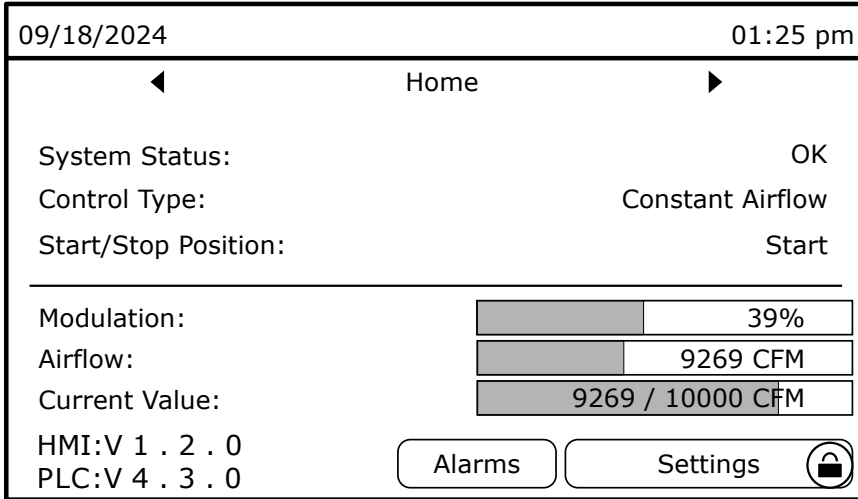 09/18/2024 01:25 pm
Home
System Status: OK
Control Type: Constant Airflow
Start/Stop Position: Start
Modulation: 39%
Airflow: 9269 CFM
Current Value: 9269 / 10000 CFM
HMI:V 1 . 2 . 0
PLC:V 4 . 3 . 0
Alarms Settings